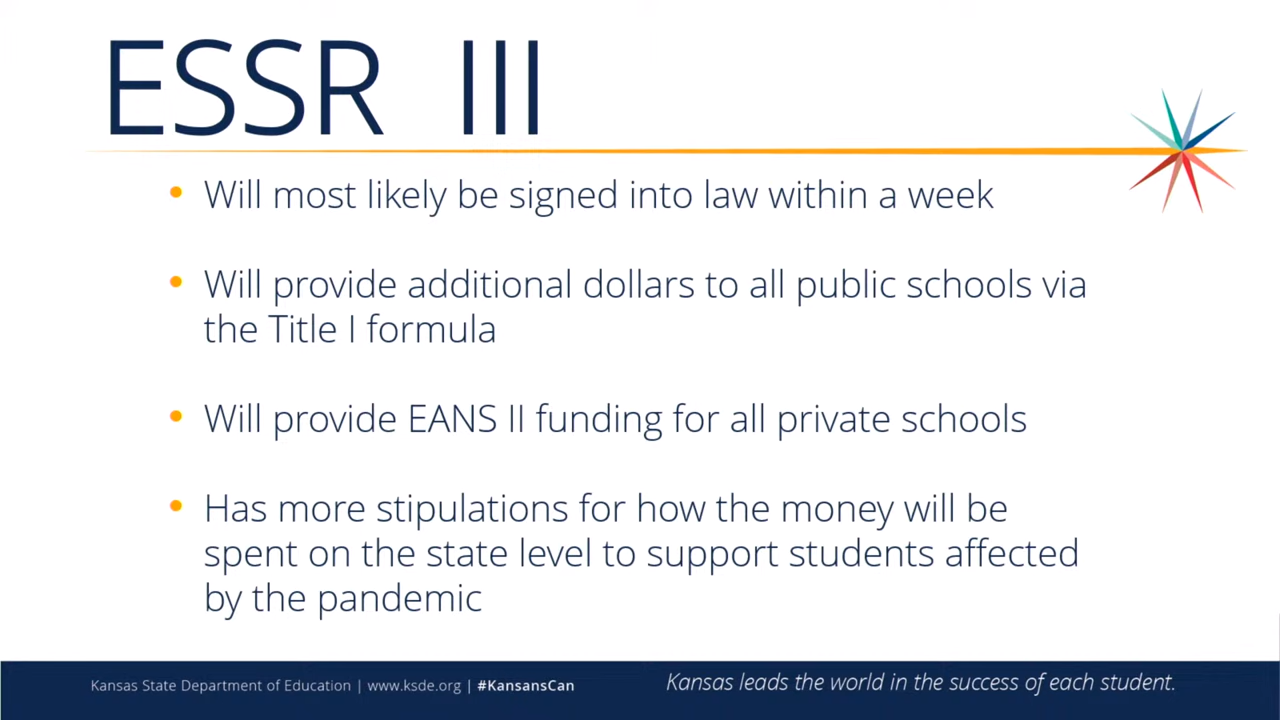 ESSR III
• Will most likely be signed into law within a week
• Will provide additional dollars to all public schools via
the Title I formula
• Will provide EANS II funding for all private schools
• Has more stipulations for how the money will be
spent on the state level to support students affected
by the pandemic
Kansas State Department of Education | www.ksde.org | #KansansCan
Kansas leads the world in the success of each student.